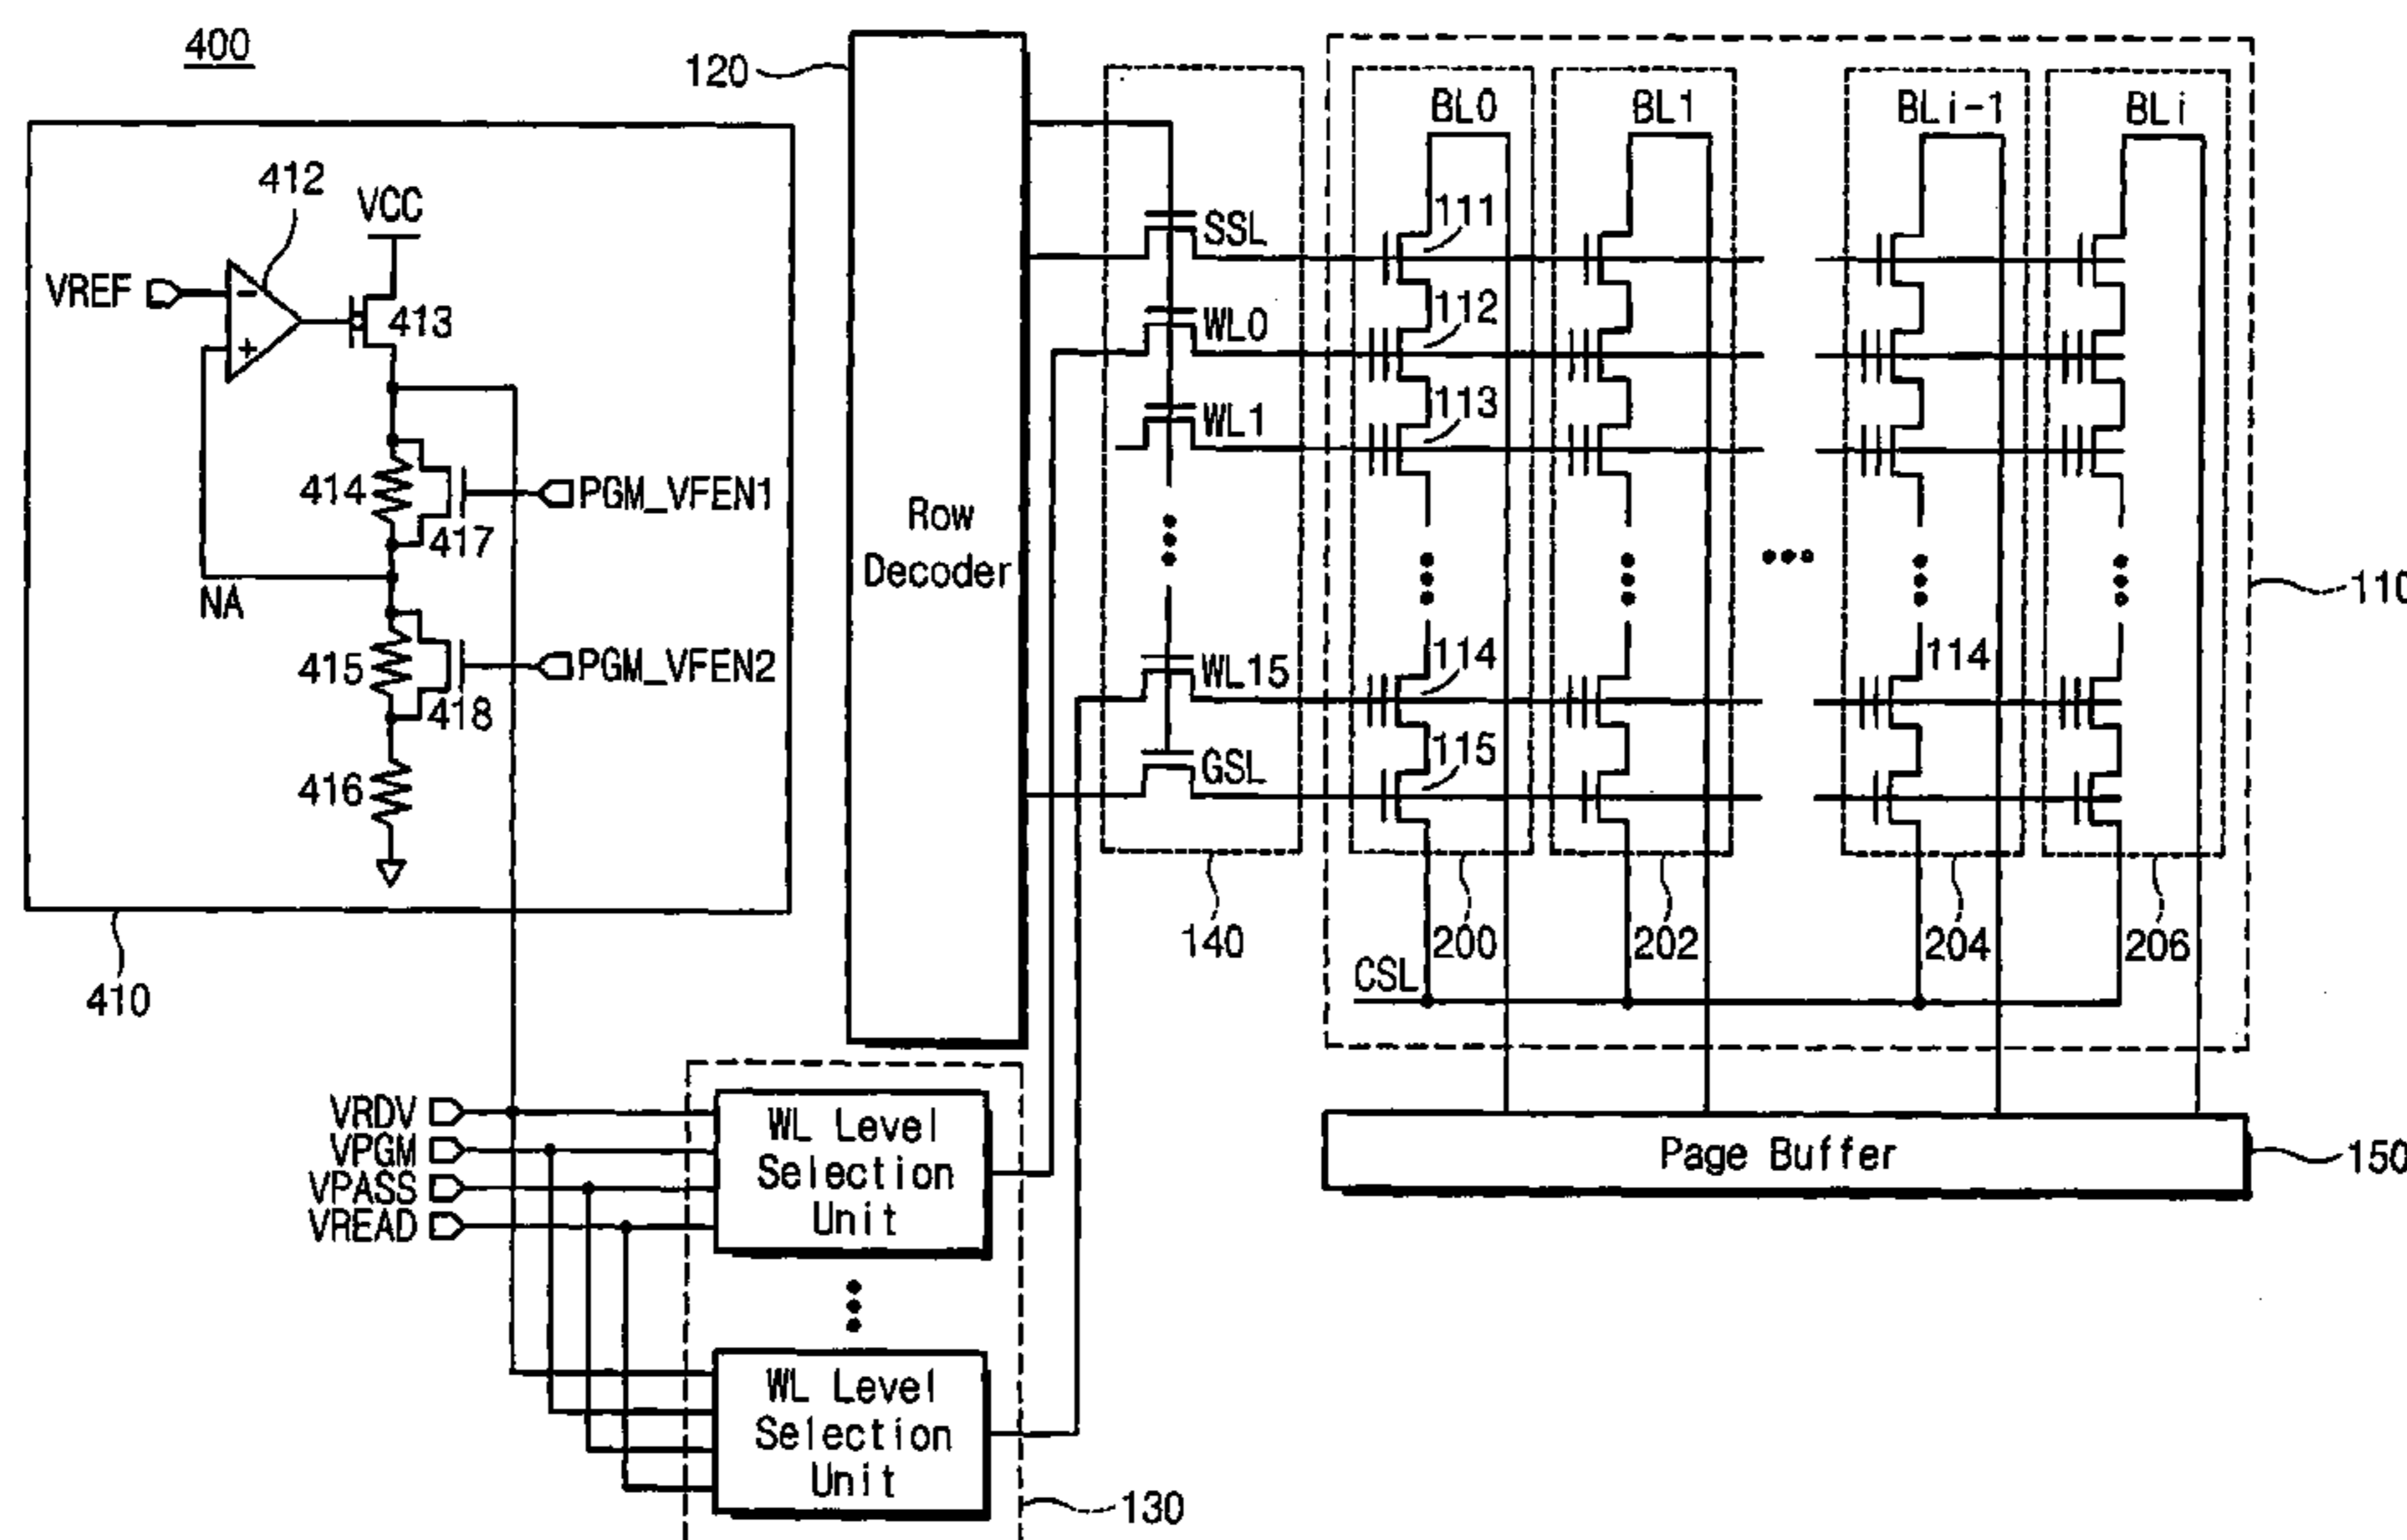 400
412
VCC
VREF
-
+
413
414
417
PGM_VFEN1
NA
415
418
PGM_VFEN2
416
410
120
Row
Decoder
SSL
WL0
WL1
WL15
GSL
140
BL0
BL1
BLi-1
BLi
111
112
113
114
114
115
110
200
202
204
206
CSL
VRDV
VPGM
VPASS
VREAD
WL Level
Selection
Unit
WL Level
Selection
Unit
130
Page Buffer
150